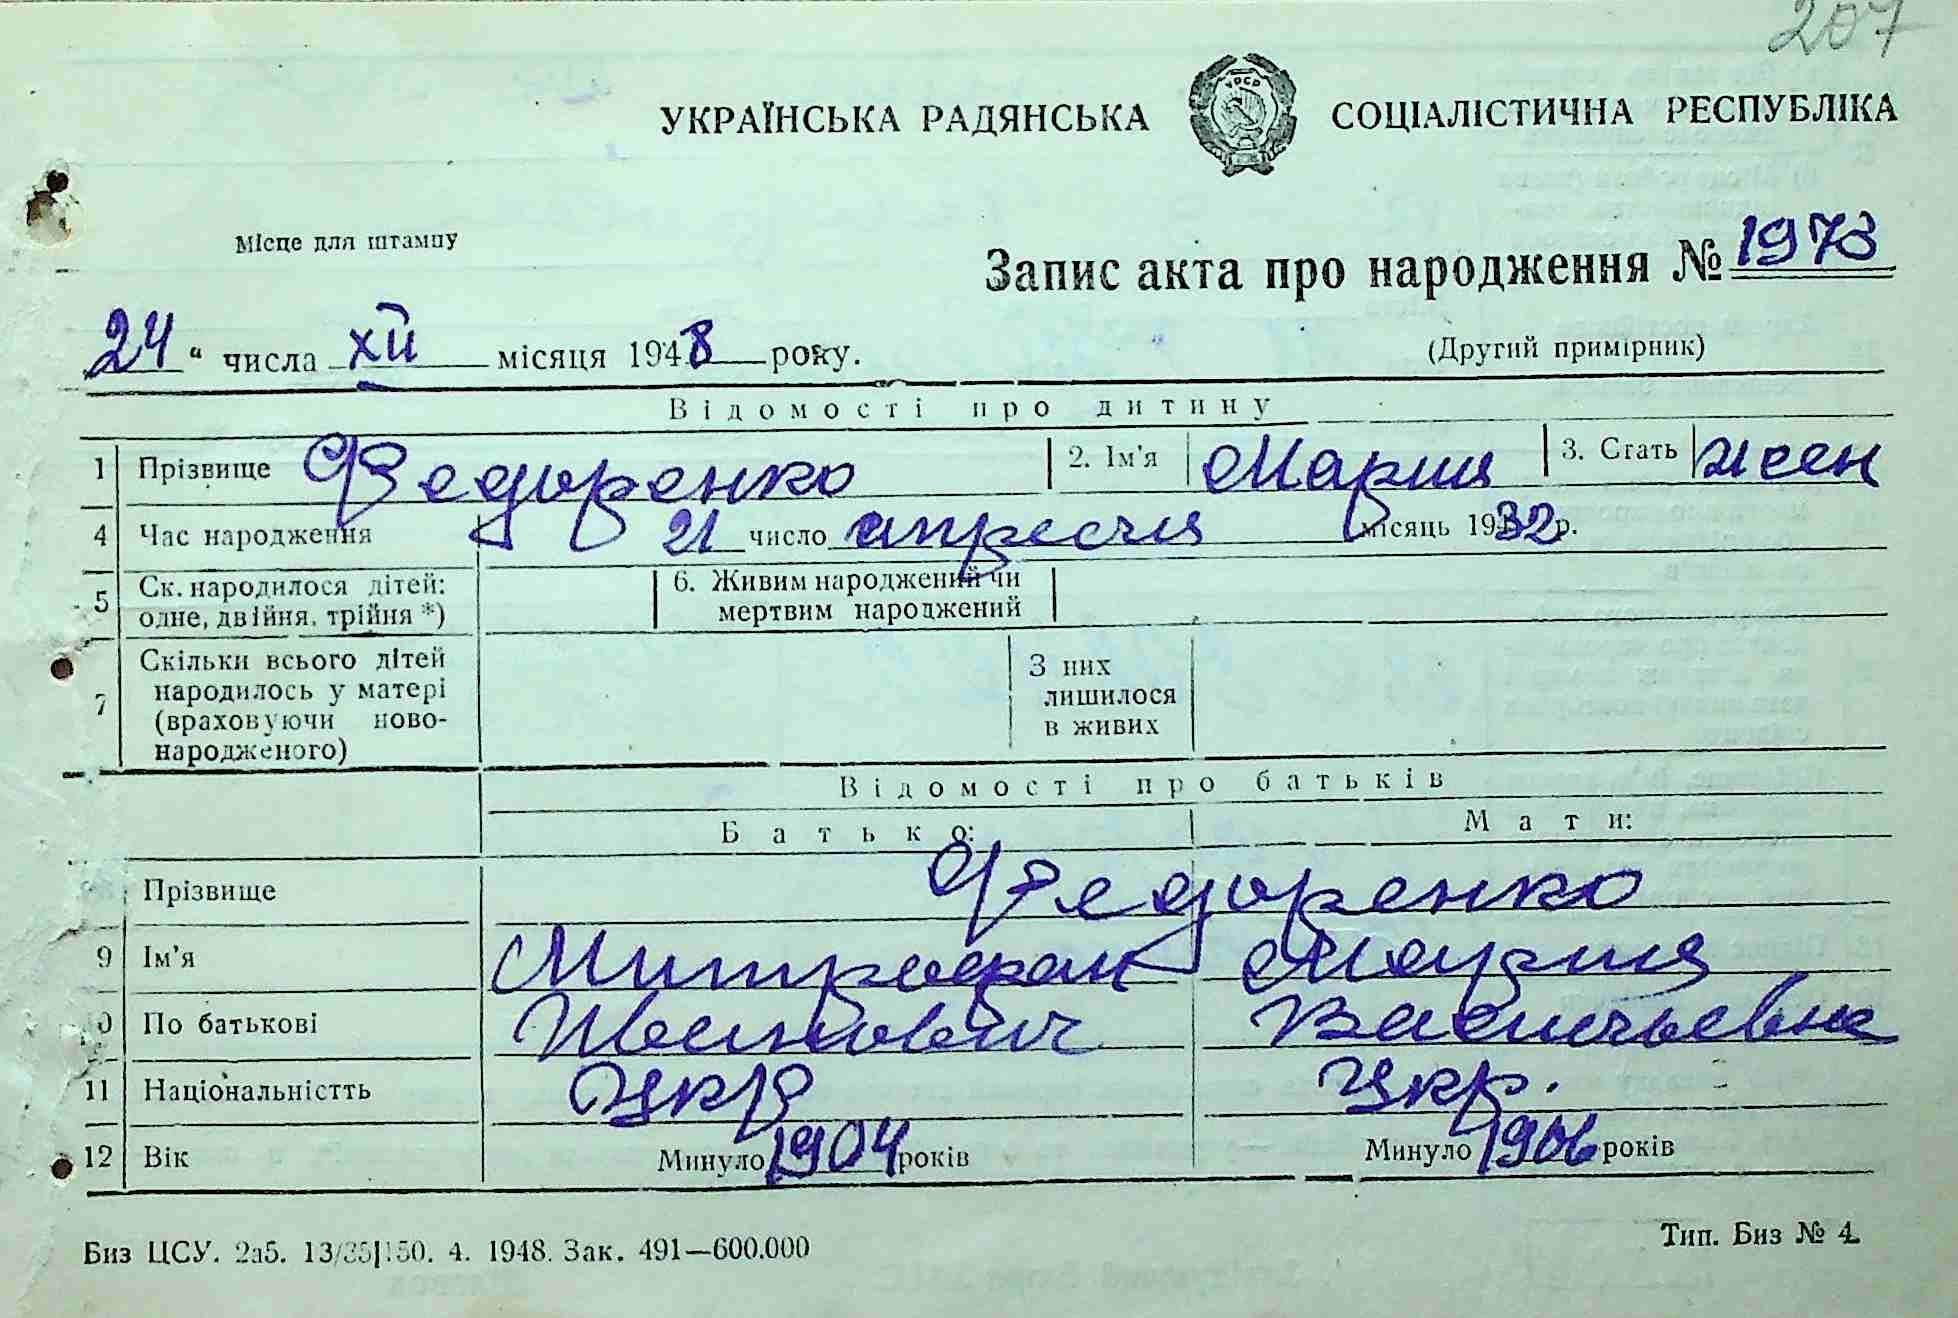 207
УКРАЇНСЬКА РАДЯНСЬКА СОЦІАЛІСТИЧНА РЕСПУБЛІКА
УРСР
Місце для штампу
Запис акта про народження № 1973
24 “ числа XII місяця 1948 року.
(Другий примірник)
Відомості про дитину
1 Прізвище Федоренко 2. Ім’я Мария 3. Стать жен
4 Час народження 21 число апреля місяць 1932 р.
5 Ск. народилося дітей: одне, двійня, трійня *) 6. Живим народжений чи мертвим народжений
7 Скільки всього дітей народилось у матері (враховуючи ново-народженого) З них лишилося в живих
Відомості про батьків
Батько: Мати:
Прізвище Федоренко
9 Ім’я Митрофан Мария
10 По батькові Иванович Васильевна
11 Національністть Укр Укр.
12 Вік Минуло 1904 років Минуло 1906 років
Биз ЦСУ. 2аб. 13/35|150. 4. 1948. Зак. 491—600.000
Тип. Биз № 4.